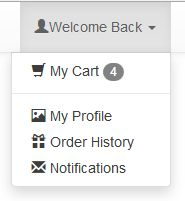 Welcome Back
My Cart 4
My Profile
Order History
Notifications